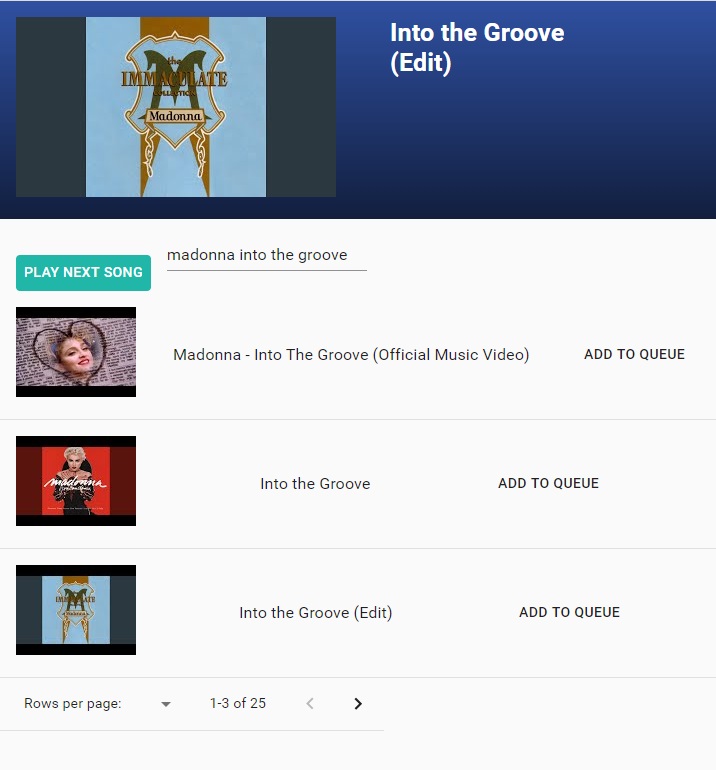 Into the Groove
(Edit)
the
IMMACULATE
COLLECTION
Madonna
madonna into the groove
PLAY NEXT SONG
Madonna - Into The Groove (Official Music Video)
ADD TO QUEUE
madonna
Into the Groove
ADD TO QUEUE
IMMACULATE
Madonna
Into the Groove (Edit)
ADD TO QUEUE
Rows per page:
1-3 of 25